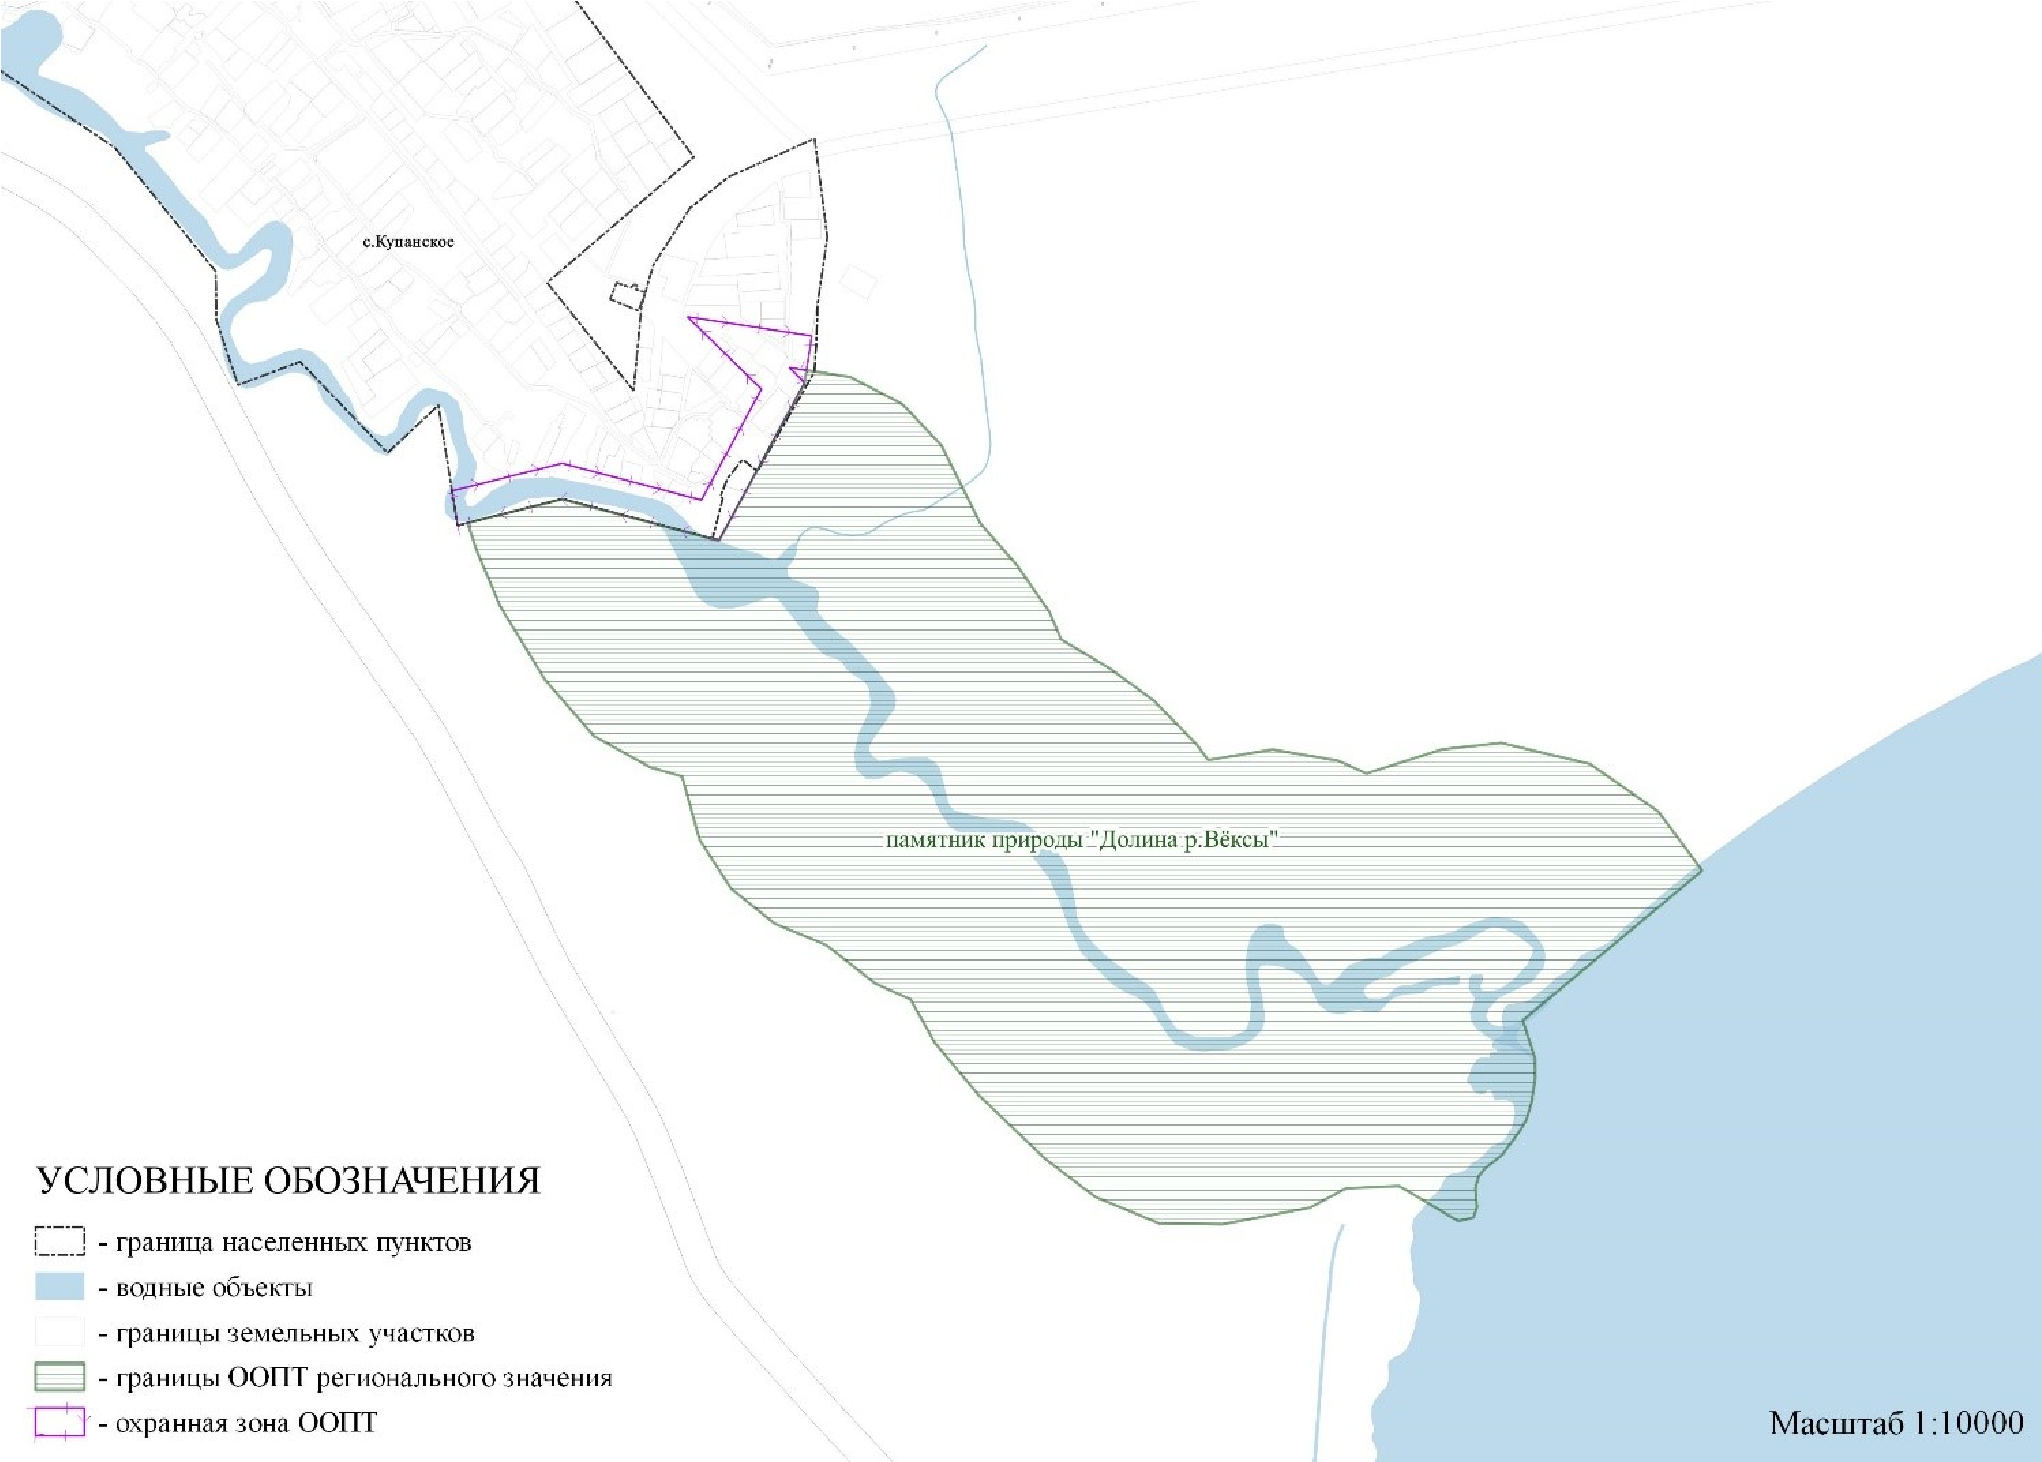 с.Купанское
памятник природы "Долина р.Вёксы"
УСЛОВНЫЕ ОБОЗНАЧЕНИЯ
- граница населенных пунктов
- водные объекты
- границы земельных участков
- границы ООПТ регионального значения
- охранная зона ООПТ
Масштаб 1:10000